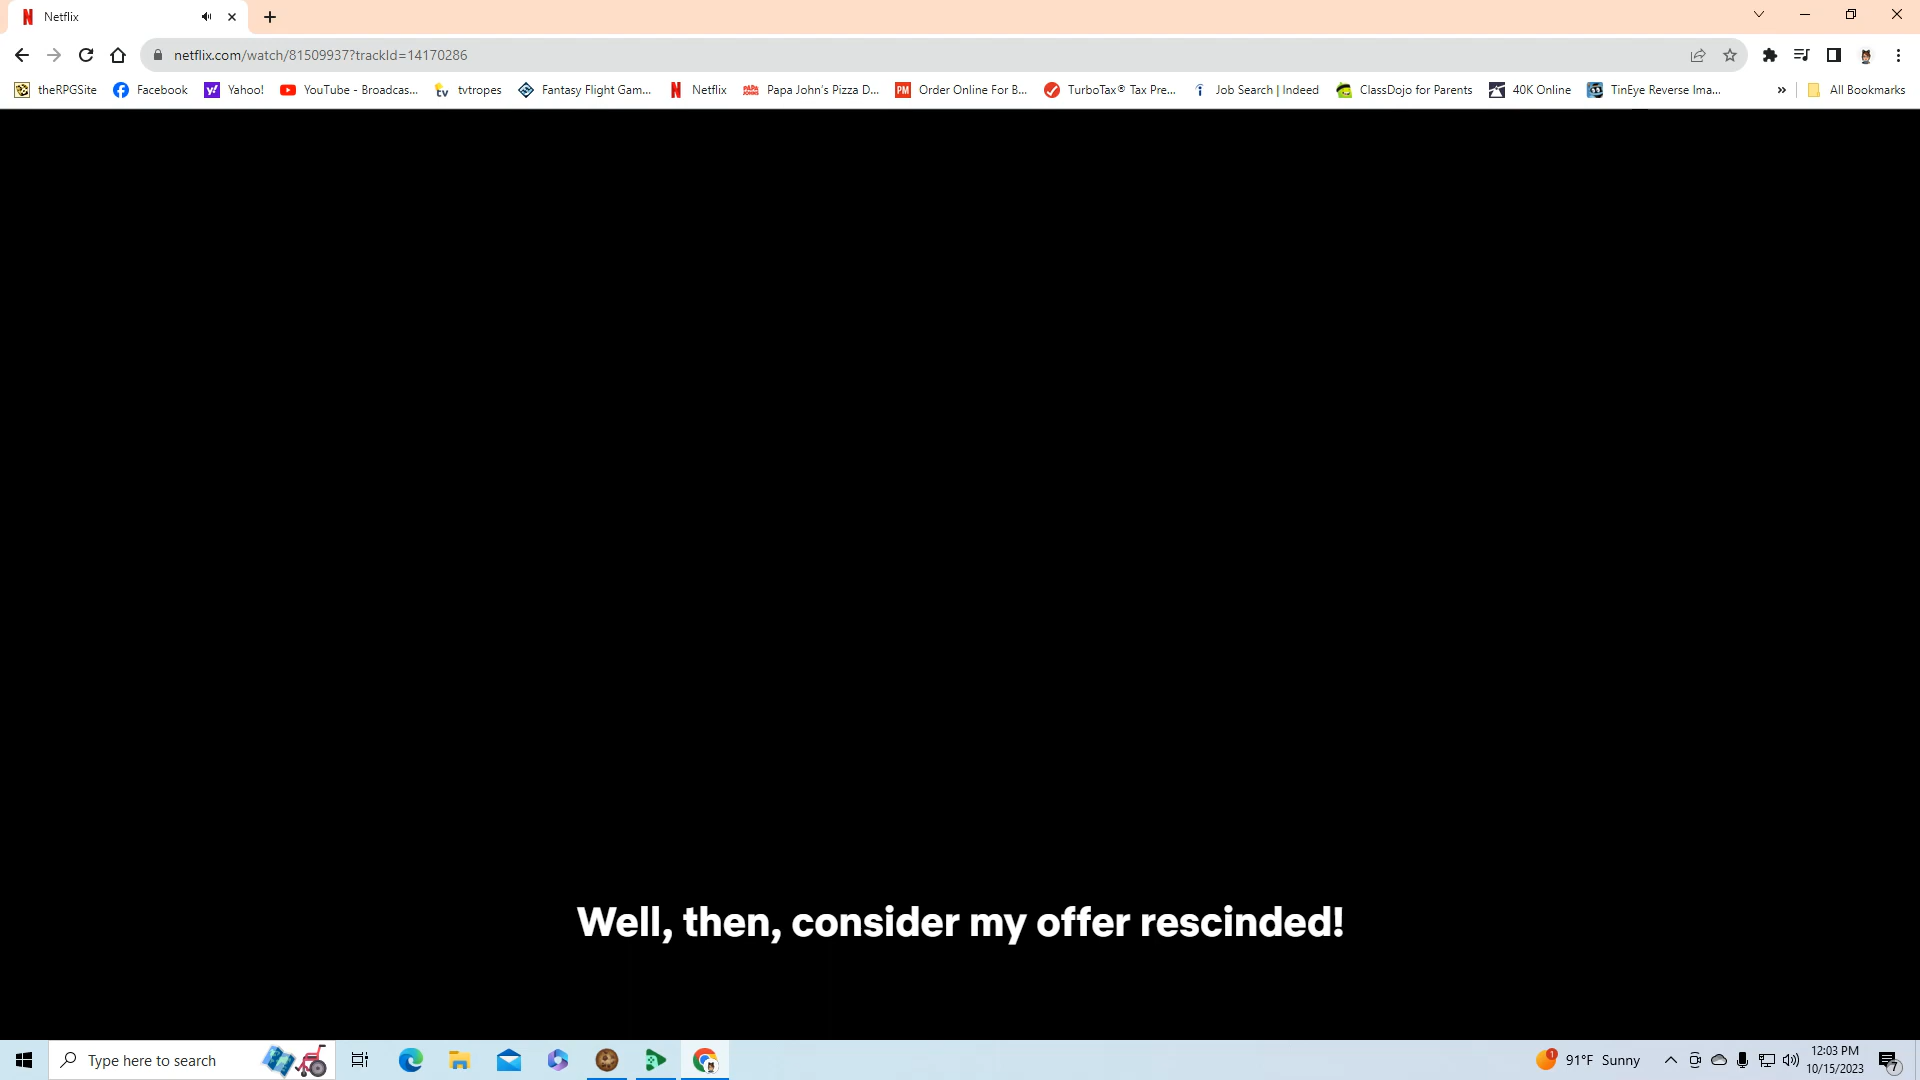 Netflix
netflix.com/watch/81509937?trackId=14170286
theRPGSite Facebook Yahoo! YouTube - Broadcas... tvtropes Fantasy Flight Gam... Netflix Papa John's Pizza D... Order Online For B... TurboTax® Tax Pre... Job Search | Indeed ClassDojo for Parents 40K Online TinEye Reverse Ima... » All Bookmarks
Well, then, consider my offer rescinded!
Type here to search 1 91°F Sunny 12:03 PM
10/15/2023 7